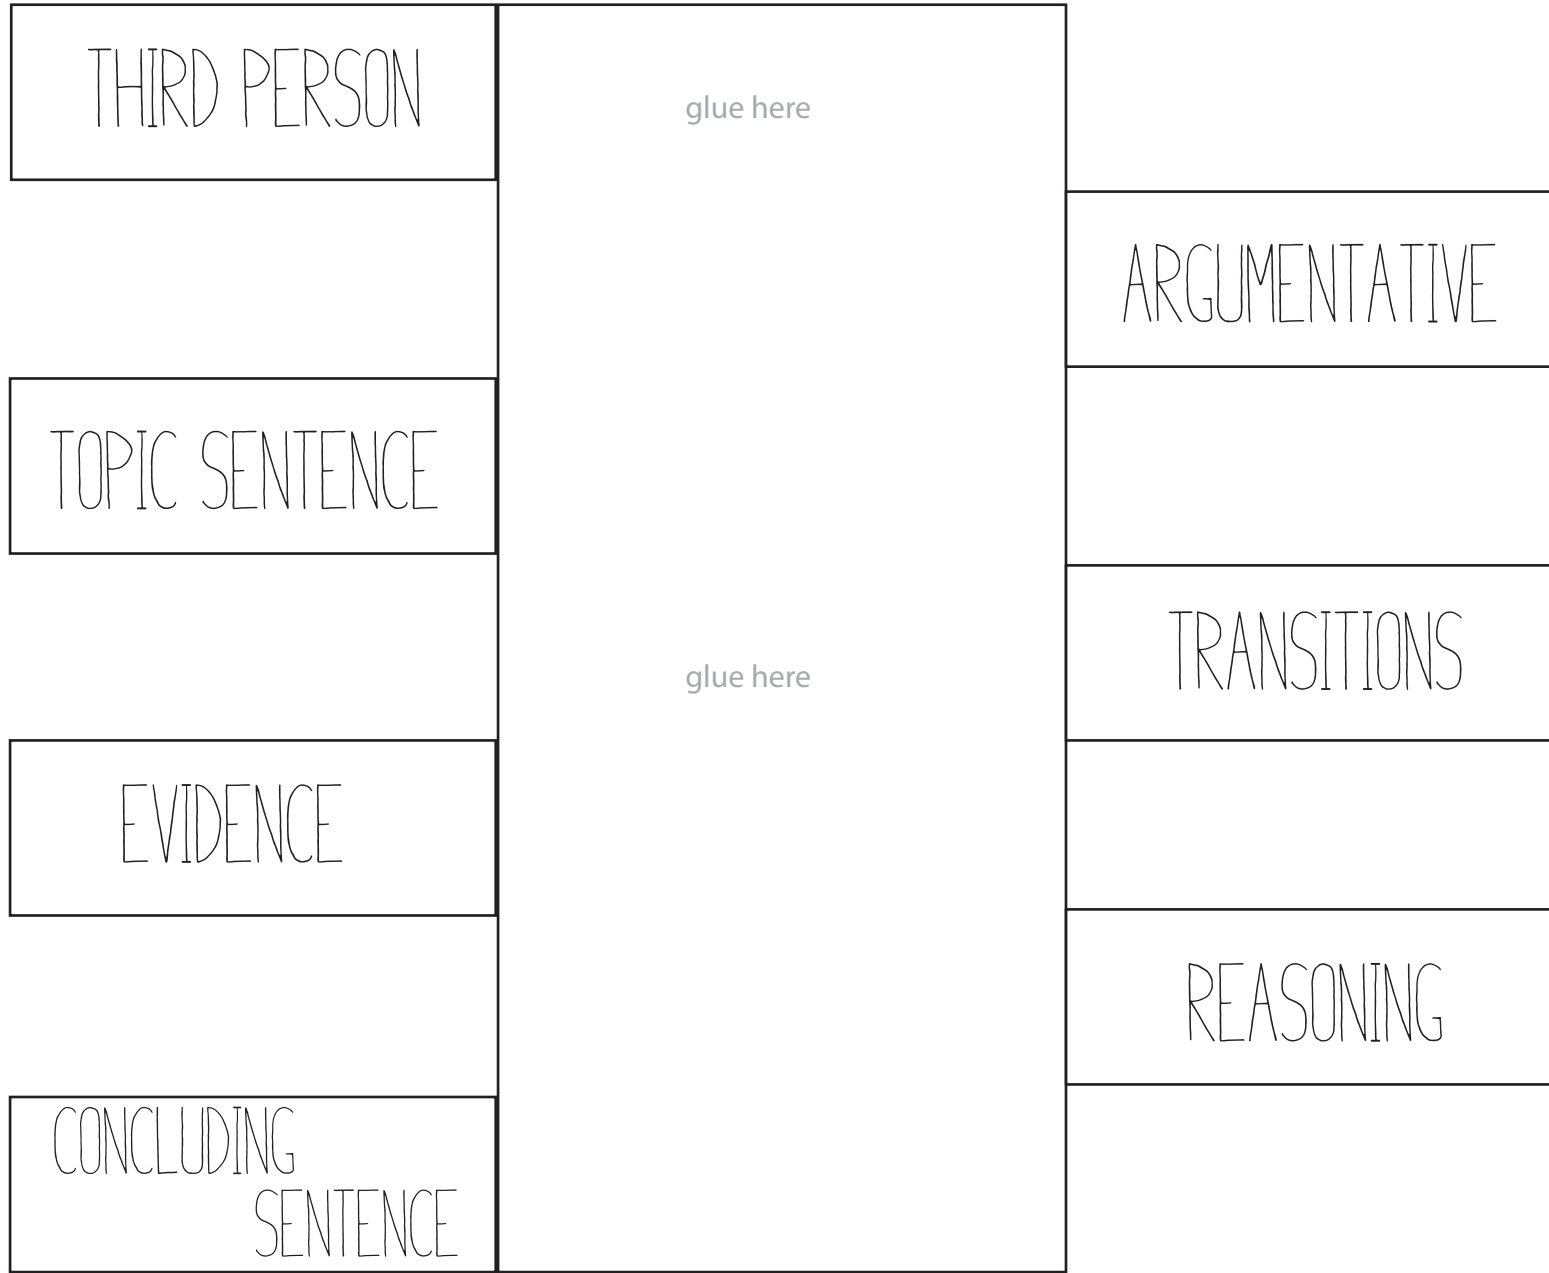 THIRD PERSON
glue here
ARGUMENTATIVE
TOPIC SENTENCE
TRANSITIONS
glue here
EVIDENCE
REASONING
CONCLUDING
SENTENCE